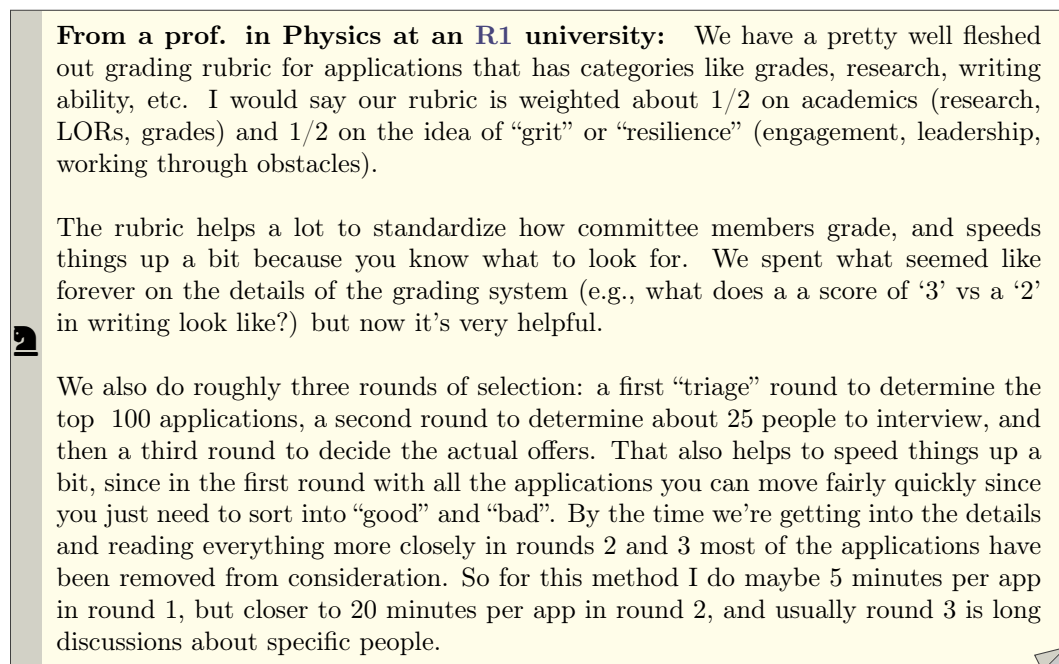 From a prof. in Physics at an R1 university: We have a pretty well fleshed
out grading rubric for applications that has categories like grades, research, writing
ability, etc. I would say our rubric is weighted about 1/2 on academics (research,
LORs, grades) and 1/2 on the idea of “grit” or “resilience” (engagement, leadership,
working through obstacles).
The rubric helps a lot to standardize how committee members grade, and speeds
things up a bit because you know what to look for. We spent what seemed like
forever on the details of the grading system (e.g., what does a a score of ‘3’ vs a ‘2’
in writing look like?) but now it's very helpful.
We also do roughly three rounds of selection: a first “triage” round to determine the
top 100 applications, a second round to determine about 25 people to interview, and
then a third round to decide the actual offers. That also helps to speed things up a
bit, since in the first round with all the applications you can move fairly quickly since
you just need to sort into “good” and “bad”. By the time we're getting into the details
and reading everything more closely in rounds 2 and 3 most of the applications have
been removed from consideration. So for this method I do maybe 5 minutes per app
in round 1, but closer to 20 minutes per app in round 2, and usually round 3 is long
discussions about specific people.